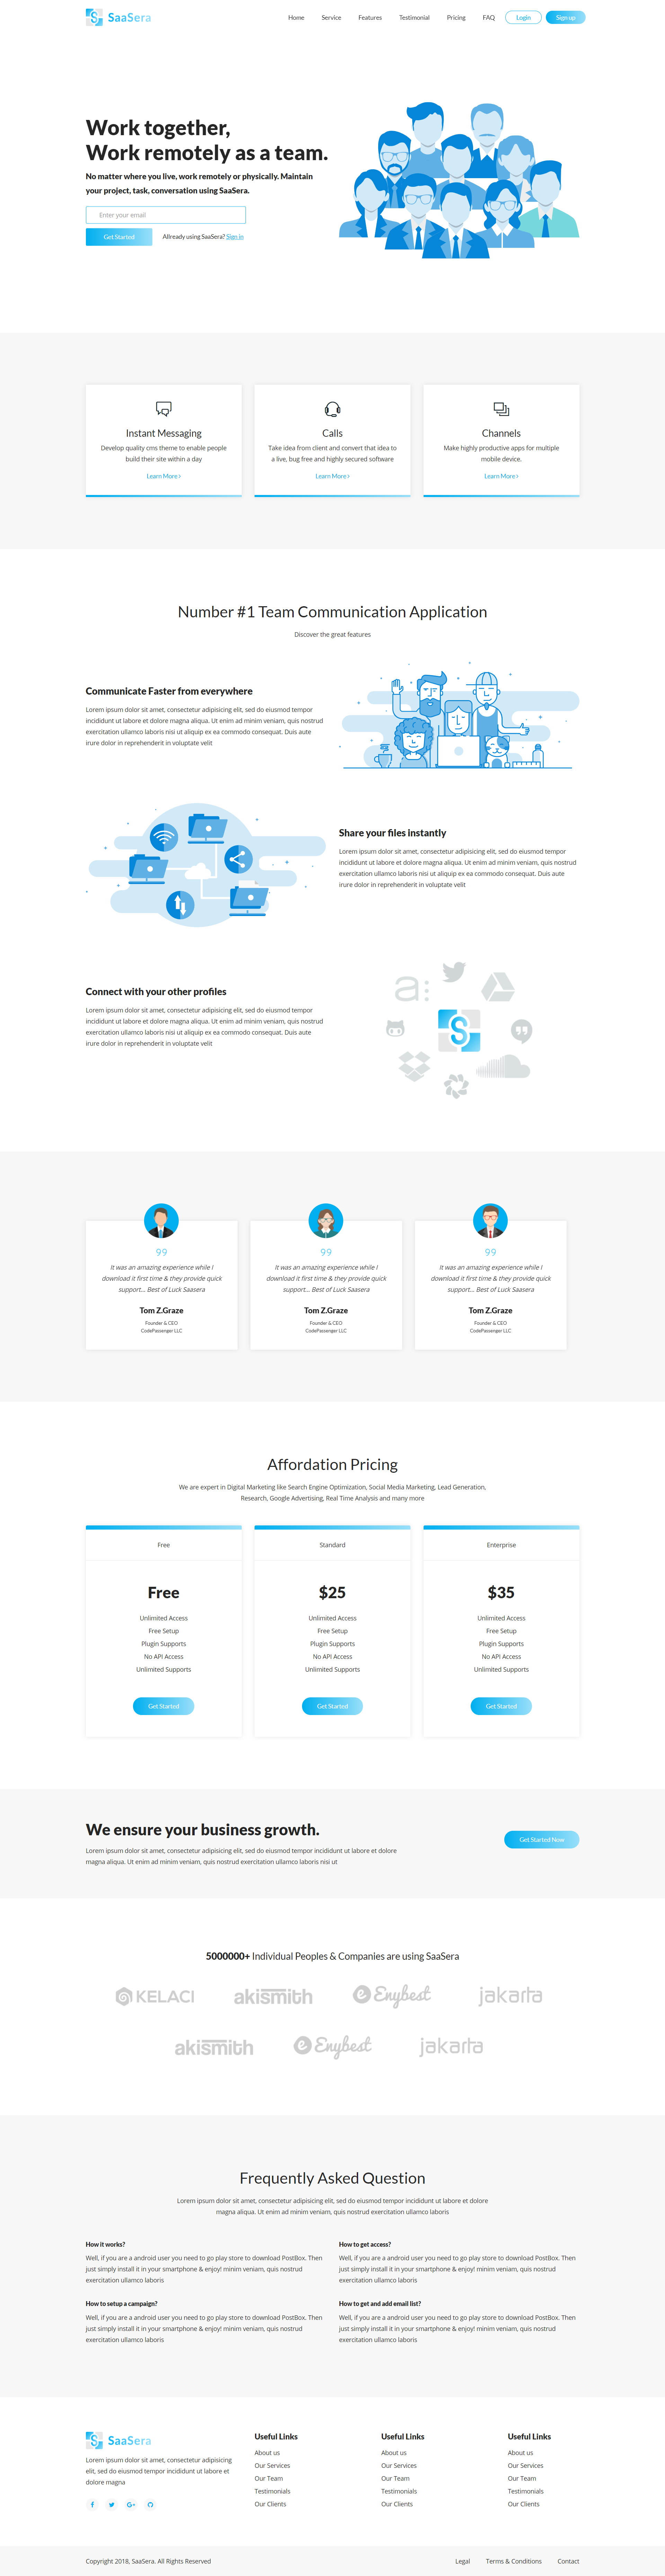 SaaSera
Home Service Features Testimonial Pricing FAQ Login Sign up
Work together,
Work remotely as a team.
No matter where you live, work remotely or physically. Maintain
your project, task, conversation using SaaSera.
Enter your email
Get Started Allready using SaaSera? Sign in
Instant Messaging
Develop quality cms theme to enable people
build their site within a day
Learn More >
Calls
Take idea from client and convert that idea to
a live, bug free and highly secured software
Learn More >
Channels
Make highly productive apps for multiple
mobile device.
Learn More >
Number #1 Team Communication Application
Discover the great features
Communicate Faster from everywhere
Lorem ipsum dolor sit amet, consectetur adipisicing elit, sed do eiusmod tempor
incididunt ut labore et dolore magna aliqua. Ut enim ad minim veniam, quis nostrud
exercitation ullamco laboris nisi ut aliquip ex ea commodo consequat. Duis aute
irure dolor in reprehenderit in voluptate velit
Share your files instantly
Lorem ipsum dolor sit amet, consectetur adipisicing elit, sed do eiusmod tempor
incididunt ut labore et dolore magna aliqua. Ut enim ad minim veniam, quis nostrud
exercitation ullamco laboris nisi ut aliquip ex ea commodo consequat. Duis aute
irure dolor in reprehenderit in voluptate velit
Connect with your other profiles
Lorem ipsum dolor sit amet, consectetur adipisicing elit, sed do eiusmod tempor
incididunt ut labore et dolore magna aliqua. Ut enim ad minim veniam, quis nostrud
exercitation ullamco laboris nisi ut aliquip ex ea commodo consequat. Duis aute
irure dolor in reprehenderit in voluptate velit
a:
S
It was an amazing experience while I
download it first time & they provide quick
support... Best of Luck Saasera
Tom Z.Graze
Founder & CEO
CodePassenger LLC
It was an amazing experience while I
download it first time & they provide quick
support... Best of Luck Saasera
Tom Z.Graze
Founder & CEO
CodePassenger LLC
It was an amazing experience while I
download it first time & they provide quick
support... Best of Luck Saasera
Tom Z.Graze
Founder & CEO
CodePassenger LLC
Affordation Pricing
We are expert in Digital Marketing like Search Engine Optimization, Social Media Marketing, Lead Generation,
Research, Google Advertising, Real Time Analysis and many more
Free
Free
Unlimited Access
Free Setup
Plugin Supports
No API Access
Unlimited Supports
Get Started
Standard
$25
Unlimited Access
Free Setup
Plugin Supports
No API Access
Unlimited Supports
Get Started
Enterprise
$35
Unlimited Access
Free Setup
Plugin Supports
No API Access
Unlimited Supports
Get Started
We ensure your business growth.
Lorem ipsum dolor sit amet, consectetur adipisicing elit, sed do eiusmod tempor incididunt ut labore et dolore
magna aliqua. Ut enim ad minim veniam, quis nostrud exercitation ullamco laboris nisi ut
Get Started Now
5000000+ Individual Peoples & Companies are using SaaSera
KELACI akismith Enybest jakarta
akismith Enybest jakarta
Frequently Asked Question
Lorem ipsum dolor sit amet, consectetur adipisicing elit, sed do eiusmod tempor incididunt ut labore et dolore
magna aliqua. Ut enim ad minim veniam, quis nostrud exercitation ullamco laboris
How it works?
Well, if you are a android user you need to go play store to download PostBox. Then
just simply install it in your smartphone & enjoy! minim veniam, quis nostrud
exercitation ullamco laboris
How to get access?
Well, if you are a android user you need to go play store to download PostBox. Then
just simply install it in your smartphone & enjoy! minim veniam, quis nostrud
exercitation ullamco laboris
How to setup a campaign?
Well, if you are a android user you need to go play store to download PostBox. Then
just simply install it in your smartphone & enjoy! minim veniam, quis nostrud
exercitation ullamco laboris
How to get and add email list?
Well, if you are a android user you need to go play store to download PostBox. Then
just simply install it in your smartphone & enjoy! minim veniam, quis nostrud
exercitation ullamco laboris
SaaSera
Lorem ipsum dolor sit amet, consectetur adipisicing
elit, sed do eiusmod tempor incididunt ut labore et
dolore magna
Useful Links
About us
Our Services
Our Team
Testimonials
Our Clients
Useful Links
About us
Our Services
Our Team
Testimonials
Our Clients
Useful Links
About us
Our Services
Our Team
Testimonials
Our Clients
Copyright 2018, SaaSera. All Rights Reserved
Legal Terms & Conditions Contact